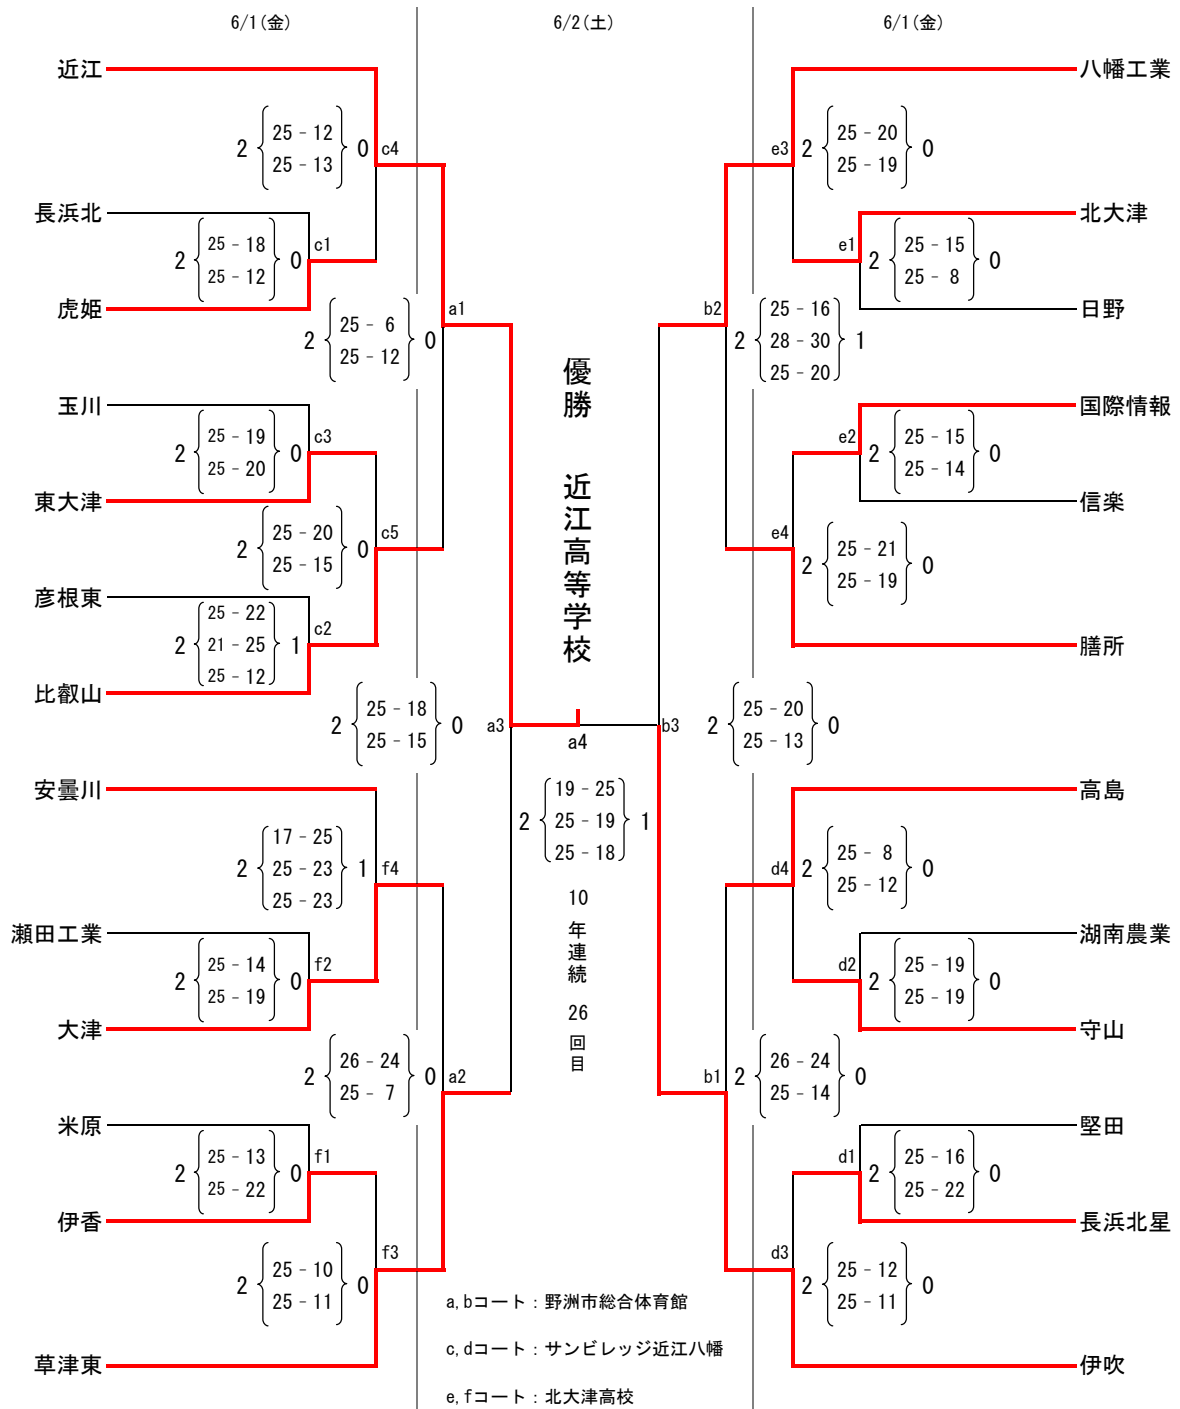 6/1(金)
6/2(土)
6/1(金)
近江
2 25 - 12 0 c4
25 - 13
長浜北
2 25 - 18 0 c1
25 - 12
虎姫
2 25 - 6 0 a1
25 - 12
玉川
2 25 - 19 0 c3
25 - 20
東大津
2 25 - 20 0 c5
25 - 15
彦根東
25 - 22 c2
2 21 - 25 1
25 - 12
比叡山
2 25 - 18 0 a3
25 - 15
安曇川
17 - 25
2 25 - 23 1 f4
25 - 23
瀬田工業
2 25 - 14 0 f2
25 - 19
大津
2 26 - 24 0 a2
25 - 7
米原
2 25 - 13 0 f1
25 - 22
伊香
f3
2 25 - 10 0
25 - 11
草津東
優勝 近江高等学校
a4
19 - 25
2 25 - 19 1
25 - 18
10年連続 26回目
a,bコート：野洲市総合体育館
c,dコート：サンビレッジ近江八幡
e,fコート：北大津高校
八幡工業
e3 2 25 - 20 0
25 - 19
北大津
e1 2 25 - 15 0
25 - 8
日野
b2 25 - 16
2 28 - 30 1
25 - 20
国際情報
e2 2 25 - 15 0
25 - 14
信楽
e4 2 25 - 21 0
25 - 19
膳所
b3 2 25 - 20 0
25 - 13
高島
d4 2 25 - 8 0
25 - 12
湖南農業
d2 2 25 - 19 0
25 - 19
守山
b1 2 26 - 24 0
25 - 14
堅田
d1 2 25 - 16 0
25 - 22
長浜北星
d3 2 25 - 12 0
25 - 11
伊吹